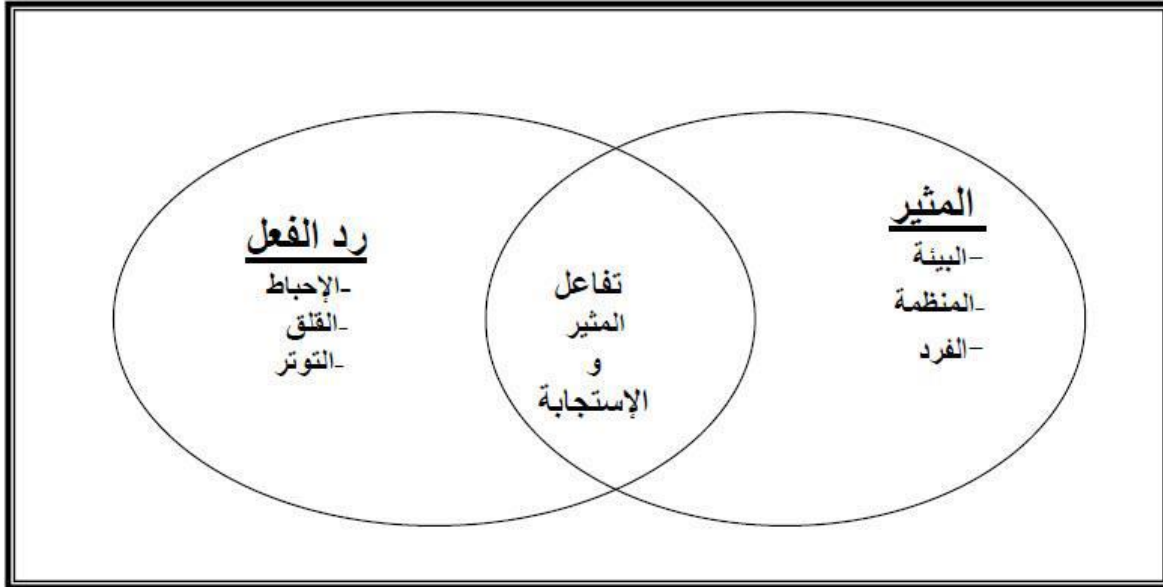 المثير
-البيئة
-المنظمة
-الفرد
تفاعل
المثير
و
الإستجابة
رد الفعل
-الإحباط
-القلق
-التوتر